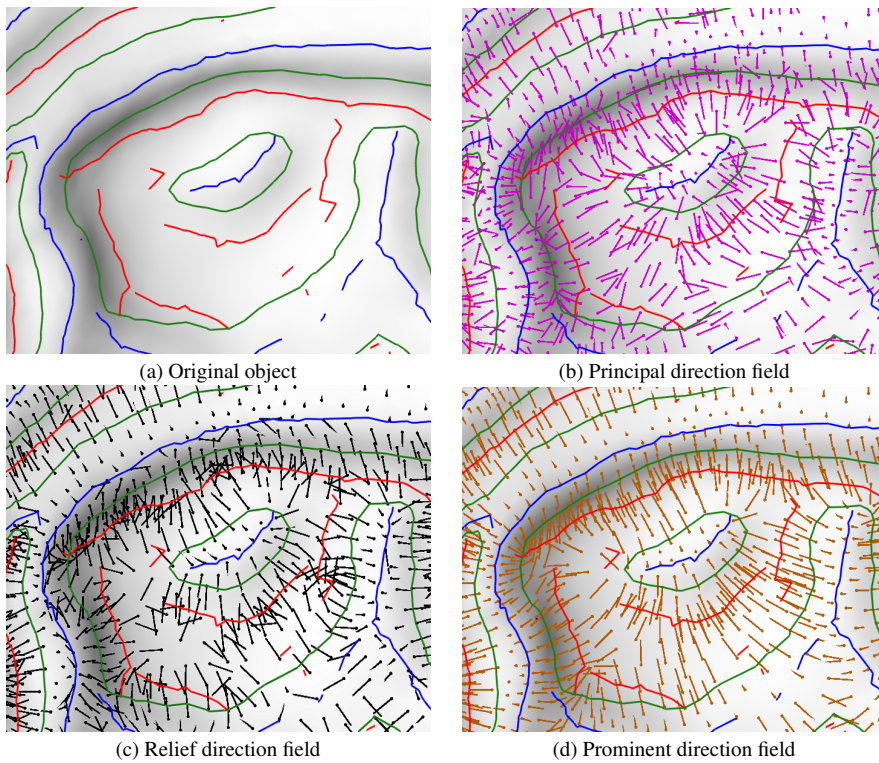 (a) Original object
(b) Principal direction field
(c) Relief direction field
(d) Prominent direction field